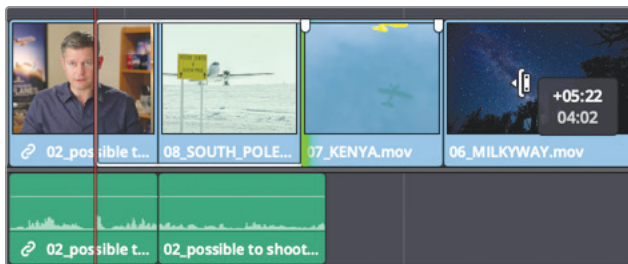 02_possible t...
08_SOUTH_POLE...
07_KENYA.mov
06_MILKYWAY.mov
+05:22
04:02
02_possible t...
02_possible to shoot...